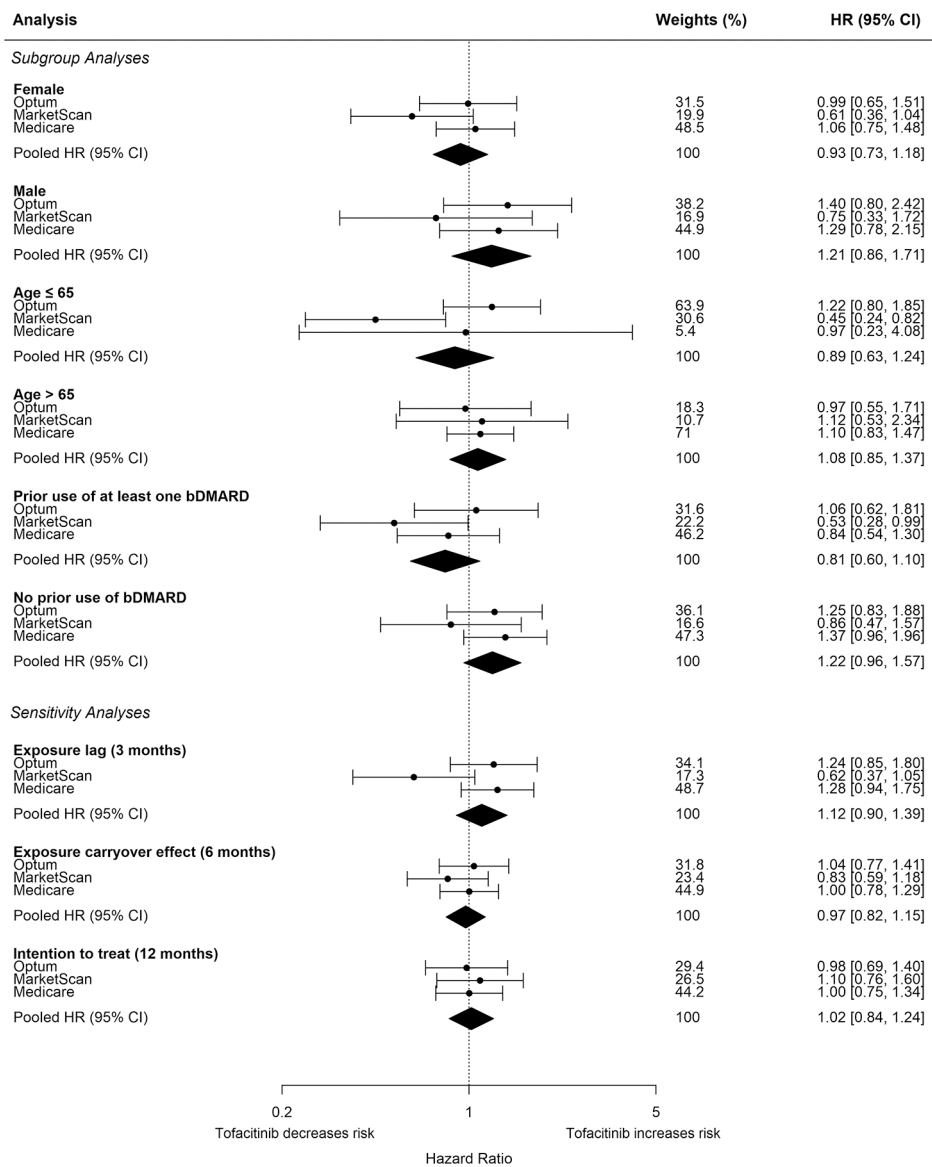 Analysis Weights (%) HR (95% CI)
Subgroup Analyses
Female
Optum 31.5 0.99 [0.65, 1.51]
MarketScan 19.9 0.61 [0.36, 1.04]
Medicare 48.5 1.06 [0.75, 1.48]
Pooled HR (95% CI) 100 0.93 [0.73, 1.18]
Male
Optum 38.2 1.40 [0.80, 2.42]
MarketScan 16.9 0.75 [0.33, 1.72]
Medicare 44.9 1.29 [0.78, 2.15]
Pooled HR (95% CI) 100 1.21 [0.86, 1.71]
Age ≤ 65
Optum 63.9 1.22 [0.80, 1.85]
MarketScan 30.6 0.45 [0.24, 0.82]
Medicare 5.4 0.97 [0.23, 4.08]
Pooled HR (95% CI) 100 0.89 [0.63, 1.24]
Age > 65
Optum 18.3 0.97 [0.55, 1.71]
MarketScan 10.7 1.12 [0.53, 2.34]
Medicare 71 1.10 [0.83, 1.47]
Pooled HR (95% CI) 100 1.08 [0.85, 1.37]
Prior use of at least one bDMARD
Optum 31.6 1.06 [0.62, 1.81]
MarketScan 22.2 0.53 [0.28, 0.99]
Medicare 46.2 0.84 [0.54, 1.30]
Pooled HR (95% CI) 100 0.81 [0.60, 1.10]
No prior use of bDMARD
Optum 36.1 1.25 [0.83, 1.88]
MarketScan 16.6 0.86 [0.47, 1.57]
Medicare 47.3 1.37 [0.96, 1.96]
Pooled HR (95% CI) 100 1.22 [0.96, 1.57]
Sensitivity Analyses
Exposure lag (3 months)
Optum 34.1 1.24 [0.85, 1.80]
MarketScan 17.3 0.62 [0.37, 1.05]
Medicare 48.7 1.28 [0.94, 1.75]
Pooled HR (95% CI) 100 1.12 [0.90, 1.39]
Exposure carryover effect (6 months)
Optum 31.8 1.04 [0.77, 1.41]
MarketScan 23.4 0.83 [0.59, 1.18]
Medicare 44.9 1.00 [0.78, 1.29]
Pooled HR (95% CI) 100 0.97 [0.82, 1.15]
Intention to treat (12 months)
Optum 29.4 0.98 [0.69, 1.40]
MarketScan 26.5 1.10 [0.76, 1.60]
Medicare 44.2 1.00 [0.75, 1.34]
Pooled HR (95% CI) 100 1.02 [0.84, 1.24]
0.2 1 5
Tofacitinib decreases risk Tofacitinib increases risk
Hazard Ratio